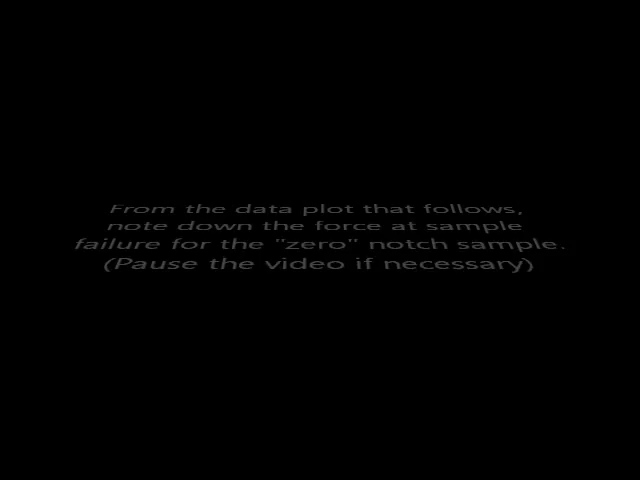 From the data plot that follows,
note down the force at sample
failure for the "zero" notch sample.
(Pause the video if necessary)